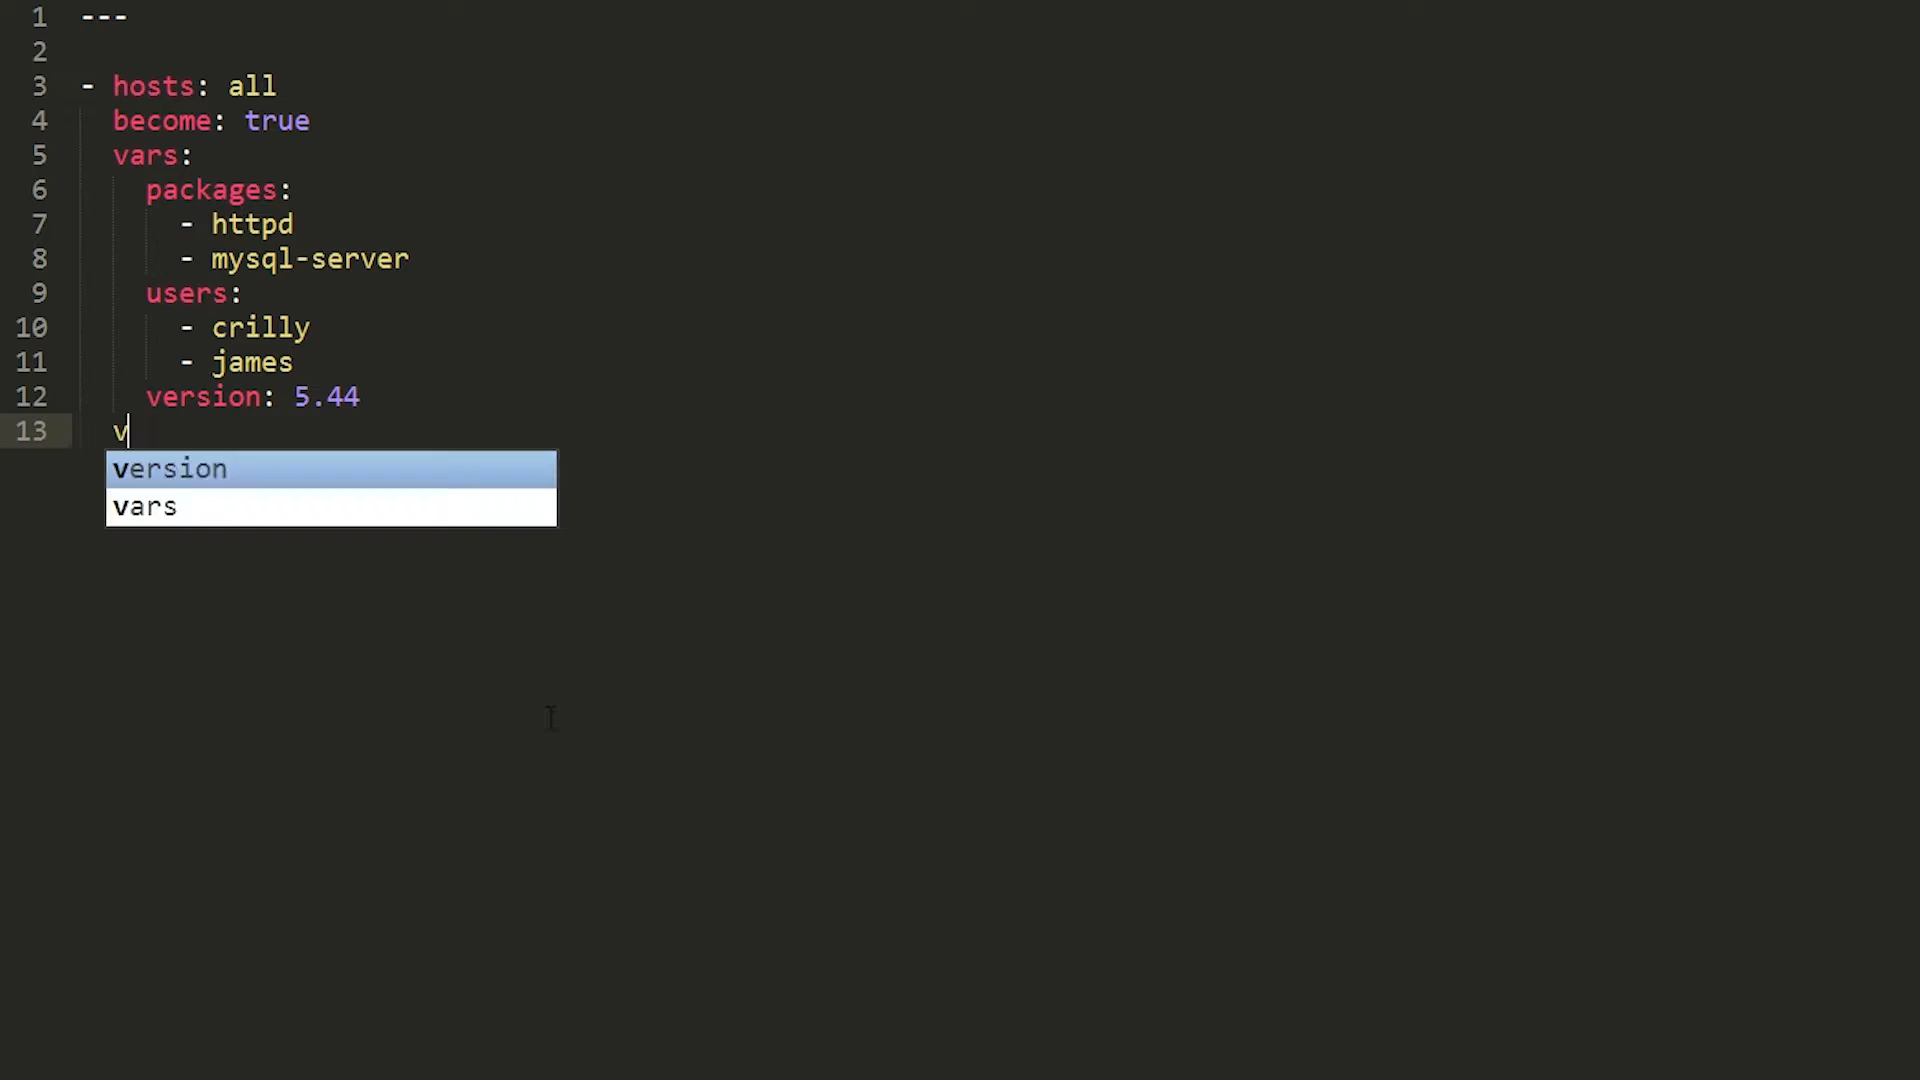 1 ---
2
3 - hosts: all
4   become: true
5   vars:
6     packages:
7       - httpd
8       - mysql-server
9     users:
10       - crilly
11       - james
12     version: 5.44
13   v
version
vars